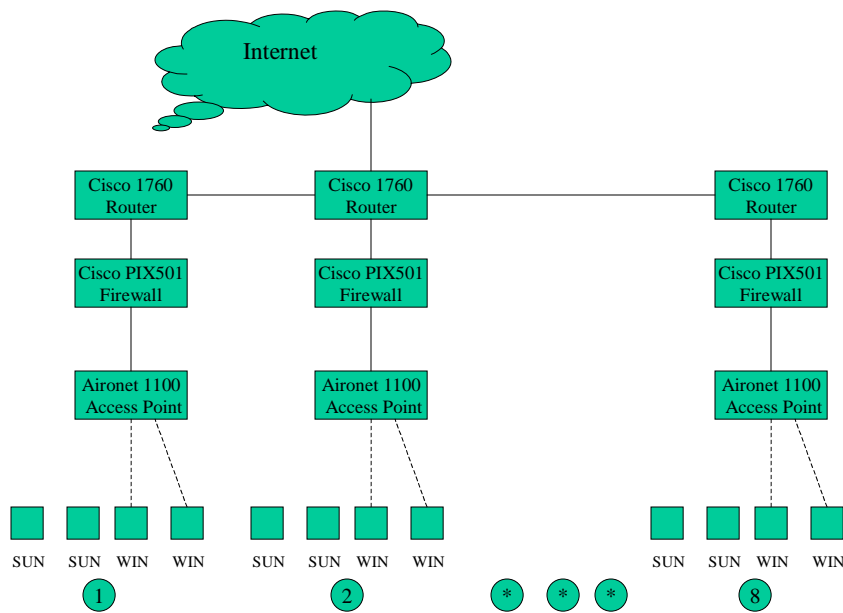 Internet
Cisco 1760
Router
Cisco 1760
Router
Cisco 1760
Router
Cisco PIX501
Firewall
Cisco PIX501
Firewall
Cisco PIX501
Firewall
Aironet 1100
Access Point
Aironet 1100
Access Point
Aironet 1100
Access Point
SUN SUN WIN WIN SUN SUN WIN WIN SUN SUN WIN WIN
1 2 * * * 8